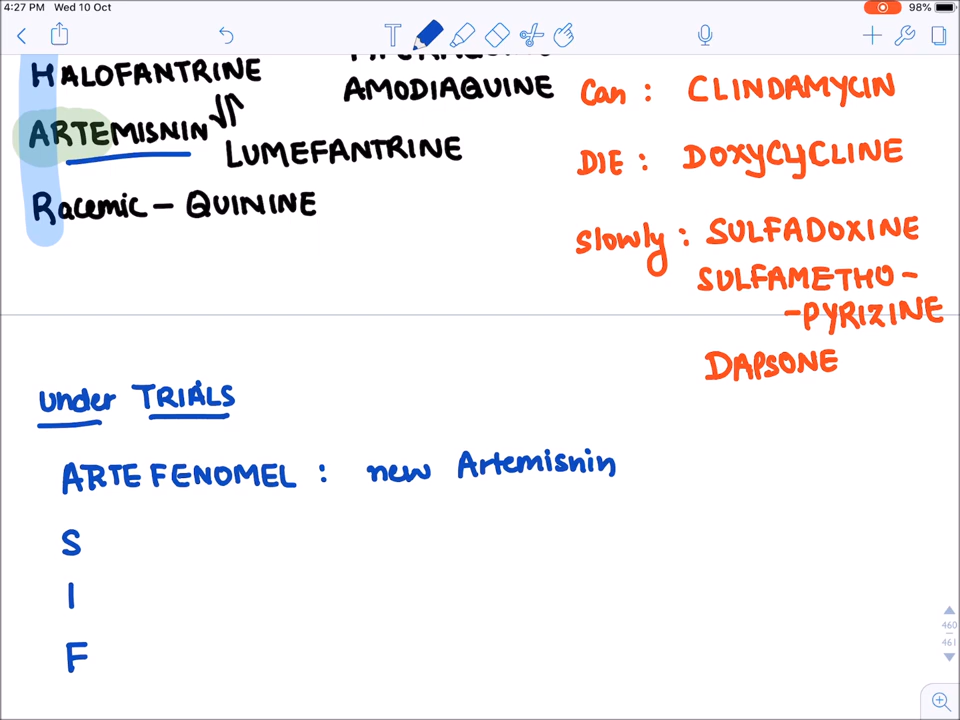 4:27 PM Wed 10 Oct
98%
T
HALOFANTRINE
AMODIAQUINE
ARTEMISNIN
LUMEFANTRINE
Racemic - QUININE
Can : CLINDAMYCIN
DIE : DOXYCYCLINE
Slowly : SULFADOXINE
SULFAMETHO -
-PYRIZINE
DAPSONE
Under TRIALS
ARTEFENOMEL : new Artemisnin
S
I
F
460
461